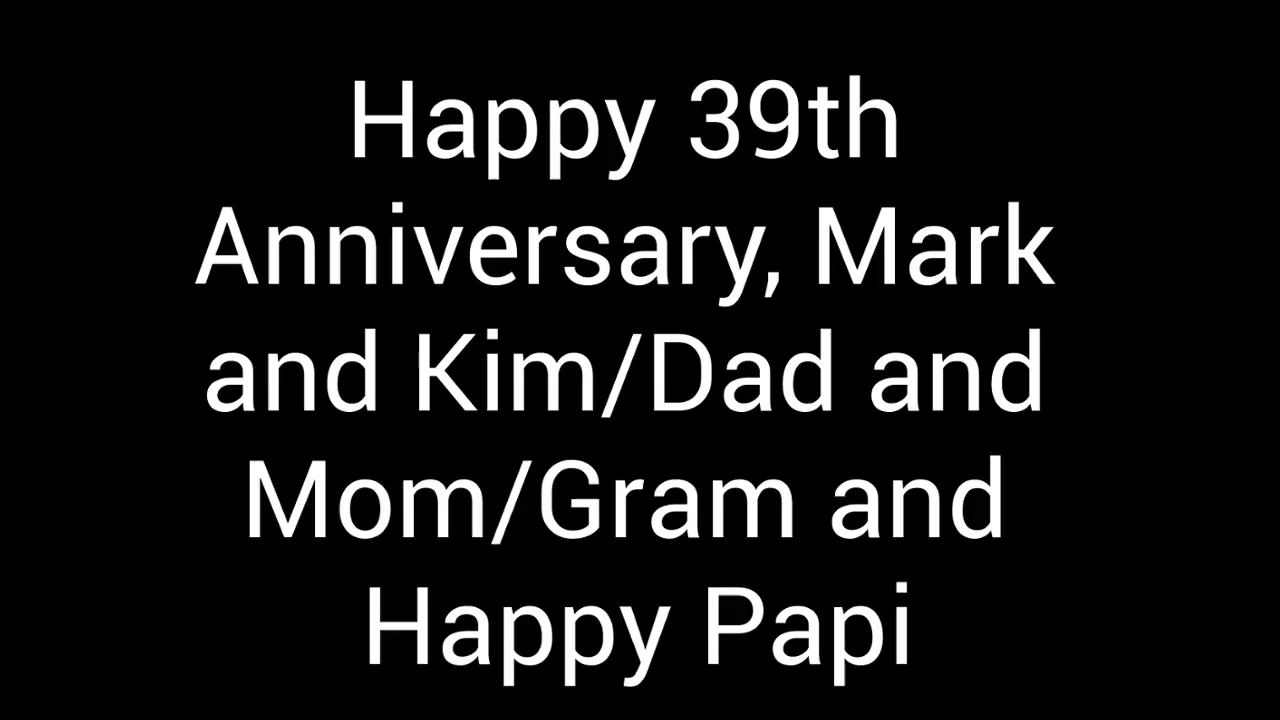 Happy 39th
Anniversary, Mark
and Kim/Dad and
Mom/Gram and
Happy Papi